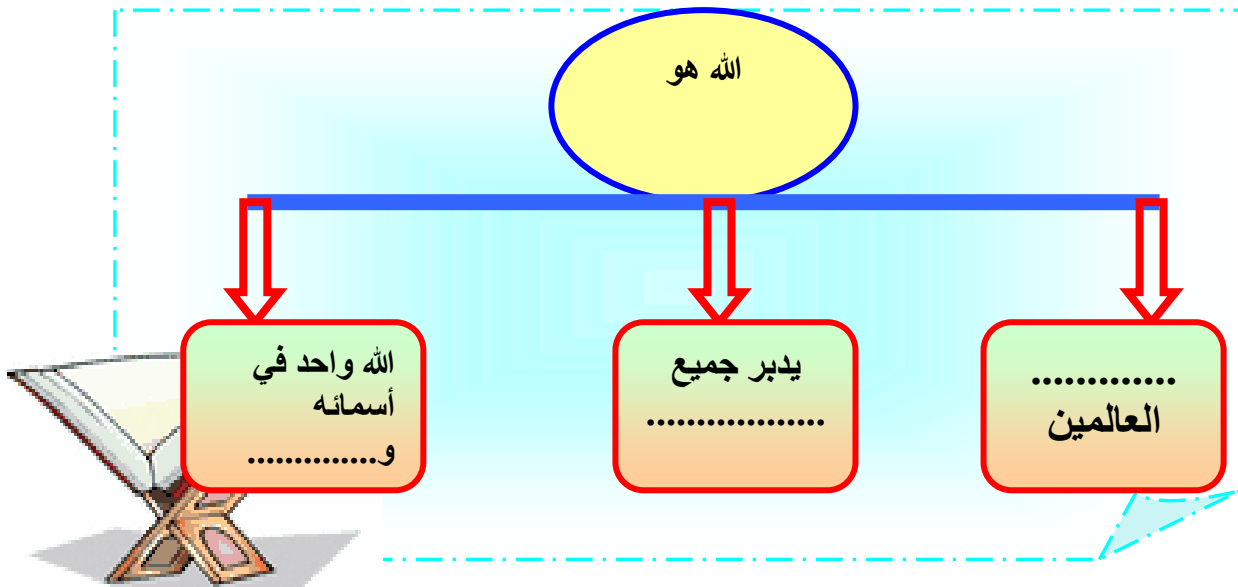 الله هو
.............
العالمين
يدبر جميع
..................
الله واحد في
أسمائه
و..............